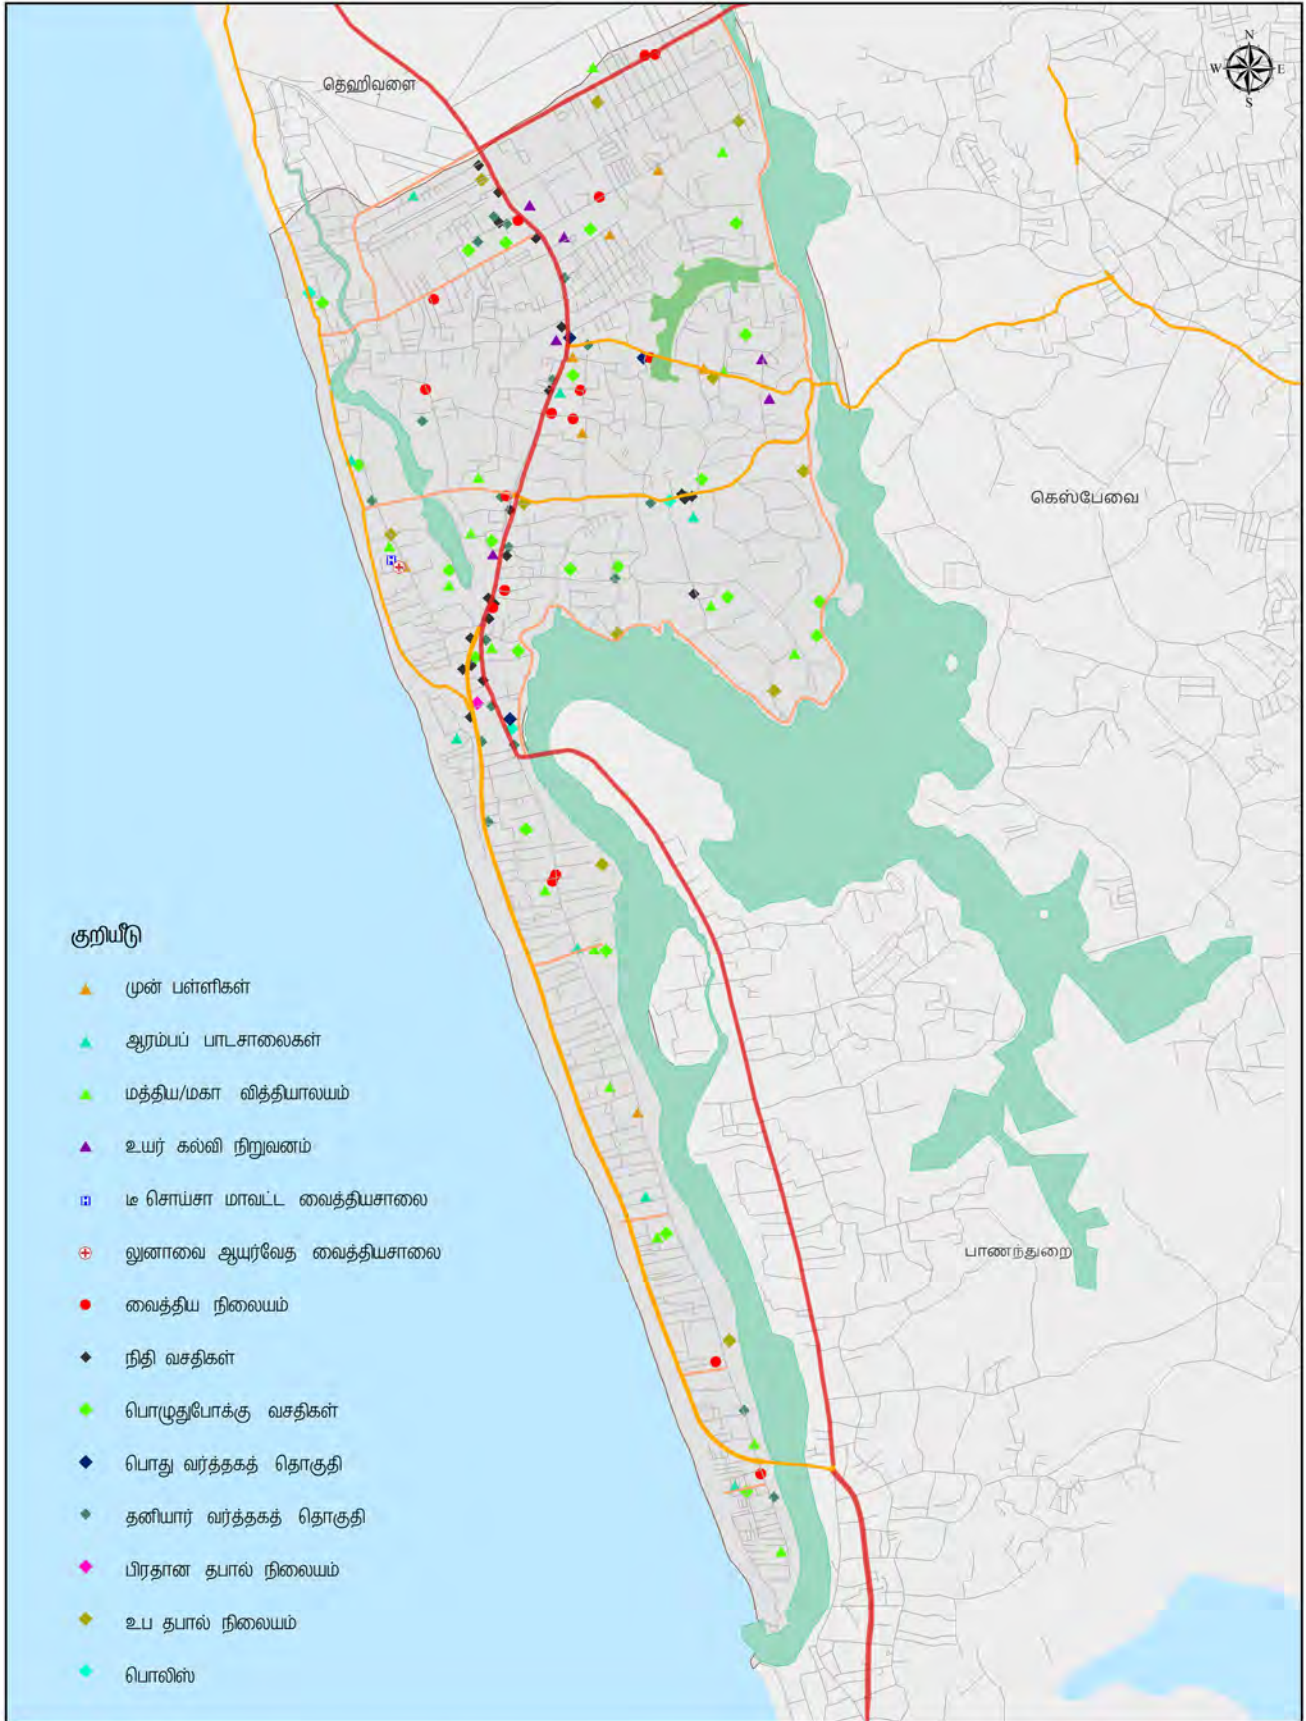 தெஹிவளை
N
W
E
S
கெஸ்பேவை
குறியீடு
முன் பள்ளிகள்
ஆரம்பப் பாடசாலைகள்
மத்திய/மகா வித்தியாலயம்
உயர் கல்வி நிறுவனம்
H டீ சொய்சா மாவட்ட வைத்தியசாலை
லுனாவை ஆயுர்வேத வைத்தியசாலை
பாணந்துறை
வைத்திய நிலையம்
நிதி வசதிகள்
பொழுதுபோக்கு வசதிகள்
பொது வர்த்தகத் தொகுதி
தனியார் வர்த்தகத் தொகுதி
பிரதான தபால் நிலையம்
உப தபால் நிலையம்
பொலிஸ்